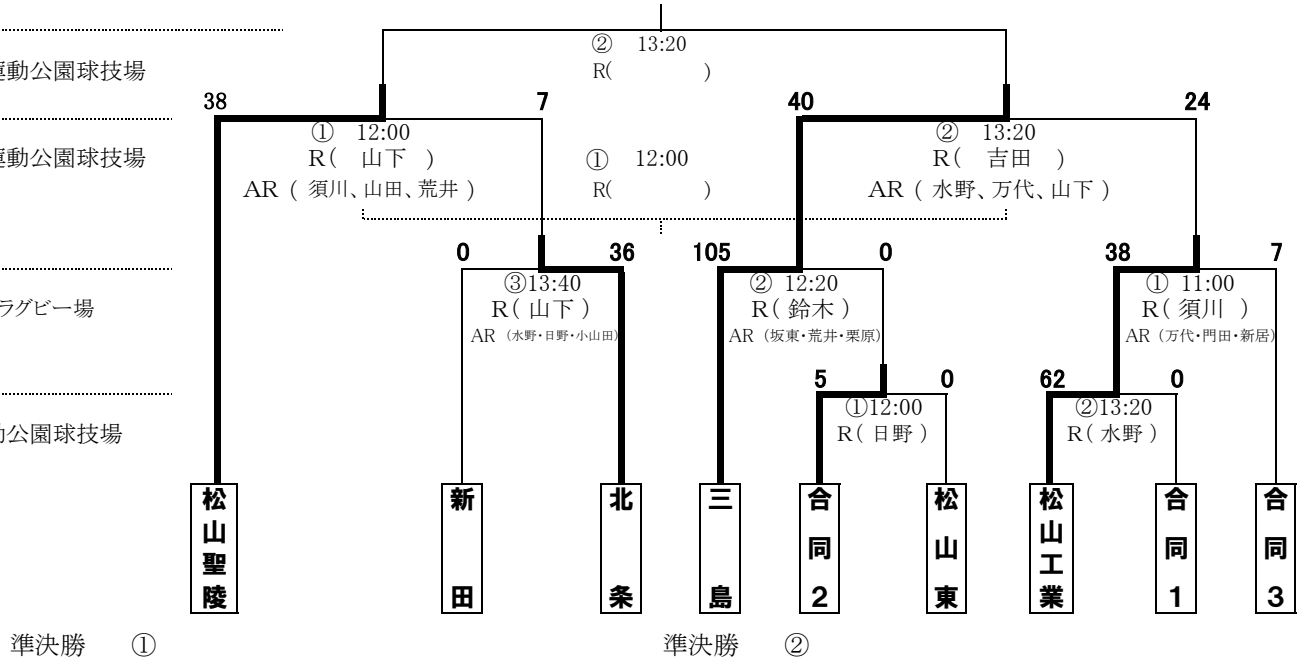 ② 13:20
運動公園球技場
R( )
38 7 40 24
① 12:00
② 13:20
運動公園球技場
R( 山下 )
① 12:00
R( 吉田 )
AR ( 須川、山田、荒井 )
R( )
AR ( 水野、万代、山下 )
0 36 105 0 38 7
③13:40
② 12:20
① 11:00
ラグビー場
R( 山下 )
R( 鈴木 )
R( 須川 )
AR (水野・日野・小山田)
AR (坂東・荒井・栗原)
AR (万代・門田・新居)
5 0 62 0
①12:00
②13:20
公園球技場
R( 日野 )
R( 水野 )
松山聖陵
新田
北条
三島
合同2
松山東
松山工業
合同1
合同3
準決勝 ①
準決勝 ②